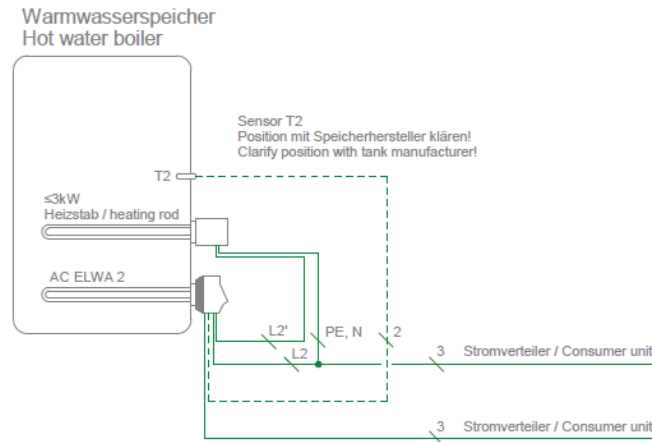 Warmwasserspeicher
Hot water boiler
Sensor T2
Position mit Speicherhersteller klären!
Clarify position with tank manufacturer!
T2
≤3kW
Heizstab / heating rod
AC ELWA 2
L2'
PE, N
2
L2
3 Stromverteiler / Consumer unit
3 Stromverteiler / Consumer unit